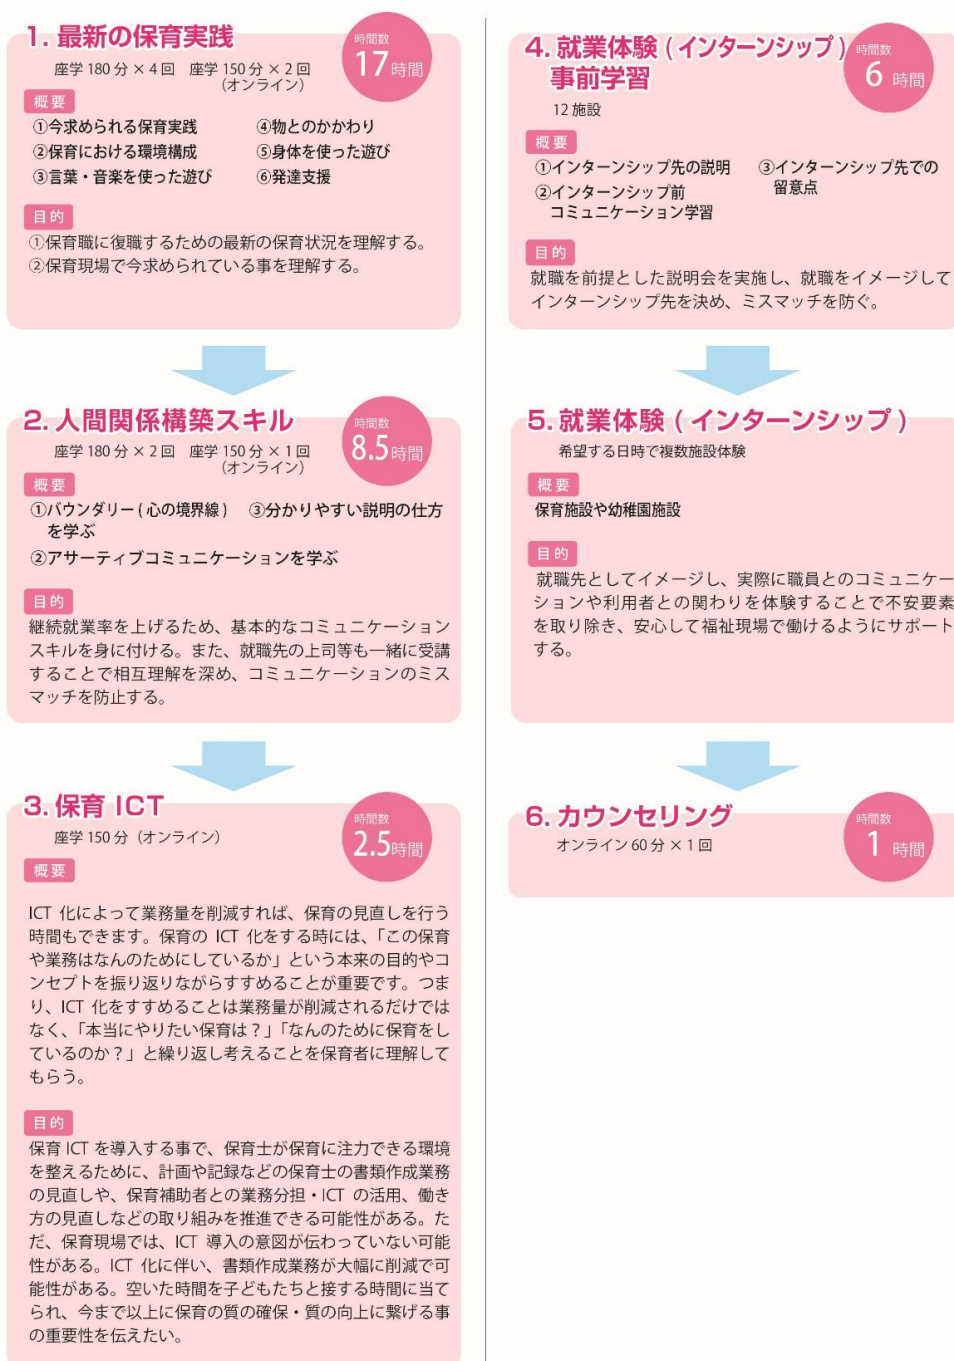 1. 最新の保育実践
時間数
17 時間
座学 180 分 × 4 回　座学 150 分 × 2 回
（オンライン）
概要
①今求められる保育実践
②保育における環境構成
③言葉・音楽を使った遊び
④物とのかかわり
⑤身体を使った遊び
⑥発達支援
目的
①保育職に復職するための最新の保育状況を理解する。
②保育現場で今求められている事を理解する。
2. 人間関係構築スキル
時間数
8.5 時間
座学 180 分 × 2 回　座学 150 分 × 1 回
（オンライン）
概要
①バウンダリー ( 心の境界線 )
を学ぶ
③分かりやすい説明の仕方
②アサーティブコミュニケーションを学ぶ
目的
継続就業率を上げるため、基本的なコミュニケーション
スキルを身に付ける。また、就職先の上司等も一緒に受講
することで相互理解を深め、コミュニケーションのミス
マッチを防止する。
3. 保育 ICT
時間数
2.5 時間
座学 150 分（オンライン）
概要
ICT 化によって業務量を削減すれば、保育の見直しを行う
時間もできます。保育の ICT 化をする時には、「この保育
や業務はなんのためにしているか」という本来の目的やコ
ンセプトを振り返りながらすすめることが重要です。つま
り、ICT 化をすすめることは業務量が削減されるだけでは
なく、「本当にやりたい保育は？」「なんのために保育をし
ているのか？」と繰り返し考えることを保育者に理解して
もらう。
目的
保育 ICT を導入する事で、保育士が保育に注力できる環境
を整えるために、計画や記録などの保育士の書類作成業務
の見直しや、保育補助者との業務分担・ICT の活用、働き
方の見直しなどの取り組みを推進できる可能性がある。た
だ、保育現場では、ICT 導入の意図が伝わっていない可能
性がある。ICT 化に伴い、書類作成業務が大幅に削減で可
能性がある。空いた時間を子どもたちと接する時間に当て
られ、今まで以上に保育の質の確保・質の向上に繋げる事
の重要性を伝えたい。
4. 就業体験 ( インターンシップ )
事前学習
時間数
6 時間
12 施設
概要
①インターンシップ先の説明
②インターンシップ前
コミュニケーション学習
③インターンシップ先での
留意点
目的
就職を前提とした説明会を実施し、就職をイメージして
インターンシップ先を決め、ミスマッチを防ぐ。
5. 就業体験 ( インターンシップ )
希望する日時で複数施設体験
概要
保育施設や幼稚園施設
目的
就職先としてイメージし、実際に職員とのコミュニケー
ションや利用者との関わりを体験することで不安要素
を取り除き、安心して福祉現場で働けるようにサポート
する。
6. カウンセリング
時間数
1 時間
オンライン 60 分 × 1 回